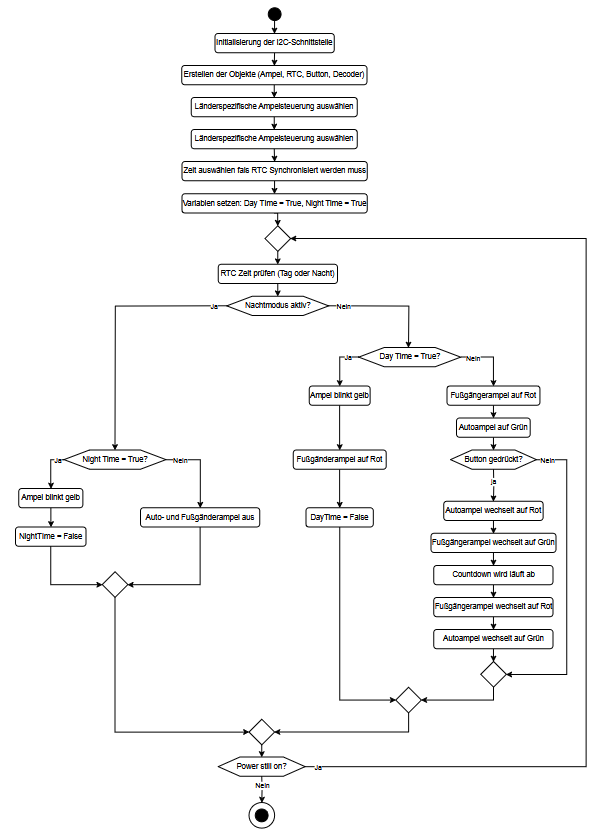 Initialisierung der I2C-Schnittstelle
Erstellen der Objekte (Ampel, RTC, Button, Decoder)
Länderspezifische Ampelsteuerung auswählen
Länderspezifische Ampelsteuerung auswählen
Zeit auswählen fals RTC Synchronisiert werden muss
Variablen setzen: Day Time = True, Night Time = True
RTC Zeit prüfen (Tag oder Nacht)
Nachtmodus aktiv?
Ja
Nein
Day Time = True?
Ja
Nein
Ampel blinkt gelb
Fußgängerampel auf Rot
Autoampel auf Grün
Night Time = True?
Ja
Nein
Fußgänderampel auf Rot
Button gedrückt?
Nein
ja
Ampel blinkt gelb
NightTime = False
Auto- und Fußgänderampel aus
DayTime = False
Autoampel wechselt auf Rot
Fußgängerampel wechselt auf Grün
Countdown wird läuft ab
Fußgängerampel wechselt auf Rot
Autoampel wechselt auf Grün
Power still on?
Ja
Nein